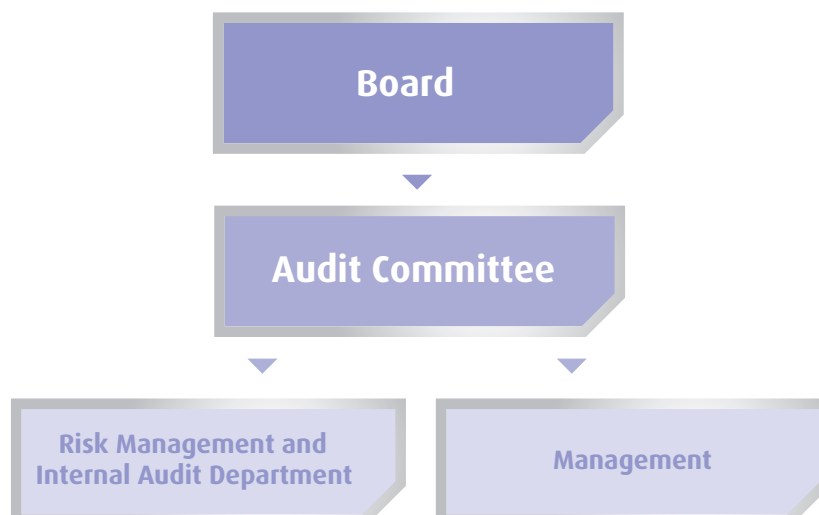 Board
Audit Committee
Risk Management and
Internal Audit Department
Management